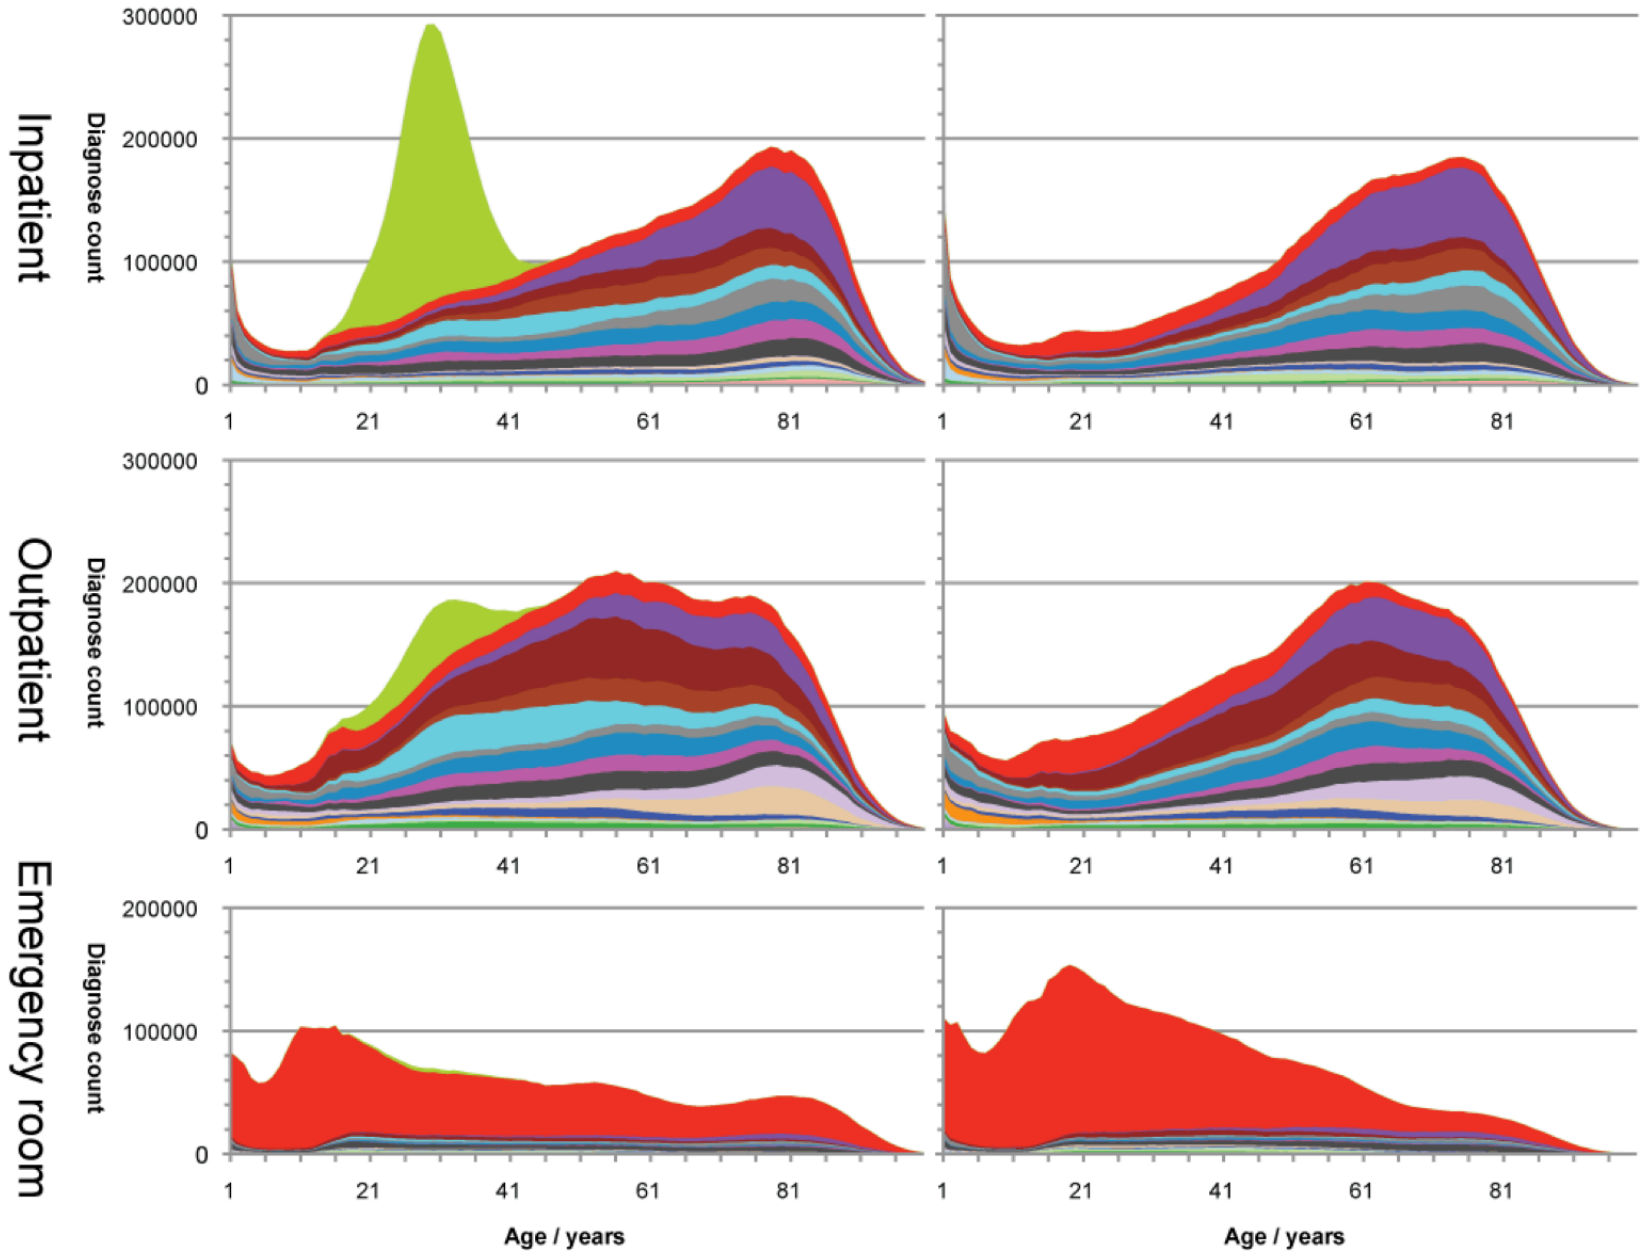 Inpatient
Diagnose count
300000
200000
100000
0
1 21 41 61 81
1 21 41 61 81
Outpatient
Diagnose count
300000
200000
100000
0
1 21 41 61 81
1 21 41 61 81
Emergency room
Diagnose count
200000
100000
0
1 21 41 61 81
1 21 41 61 81
Age / years
Age / years